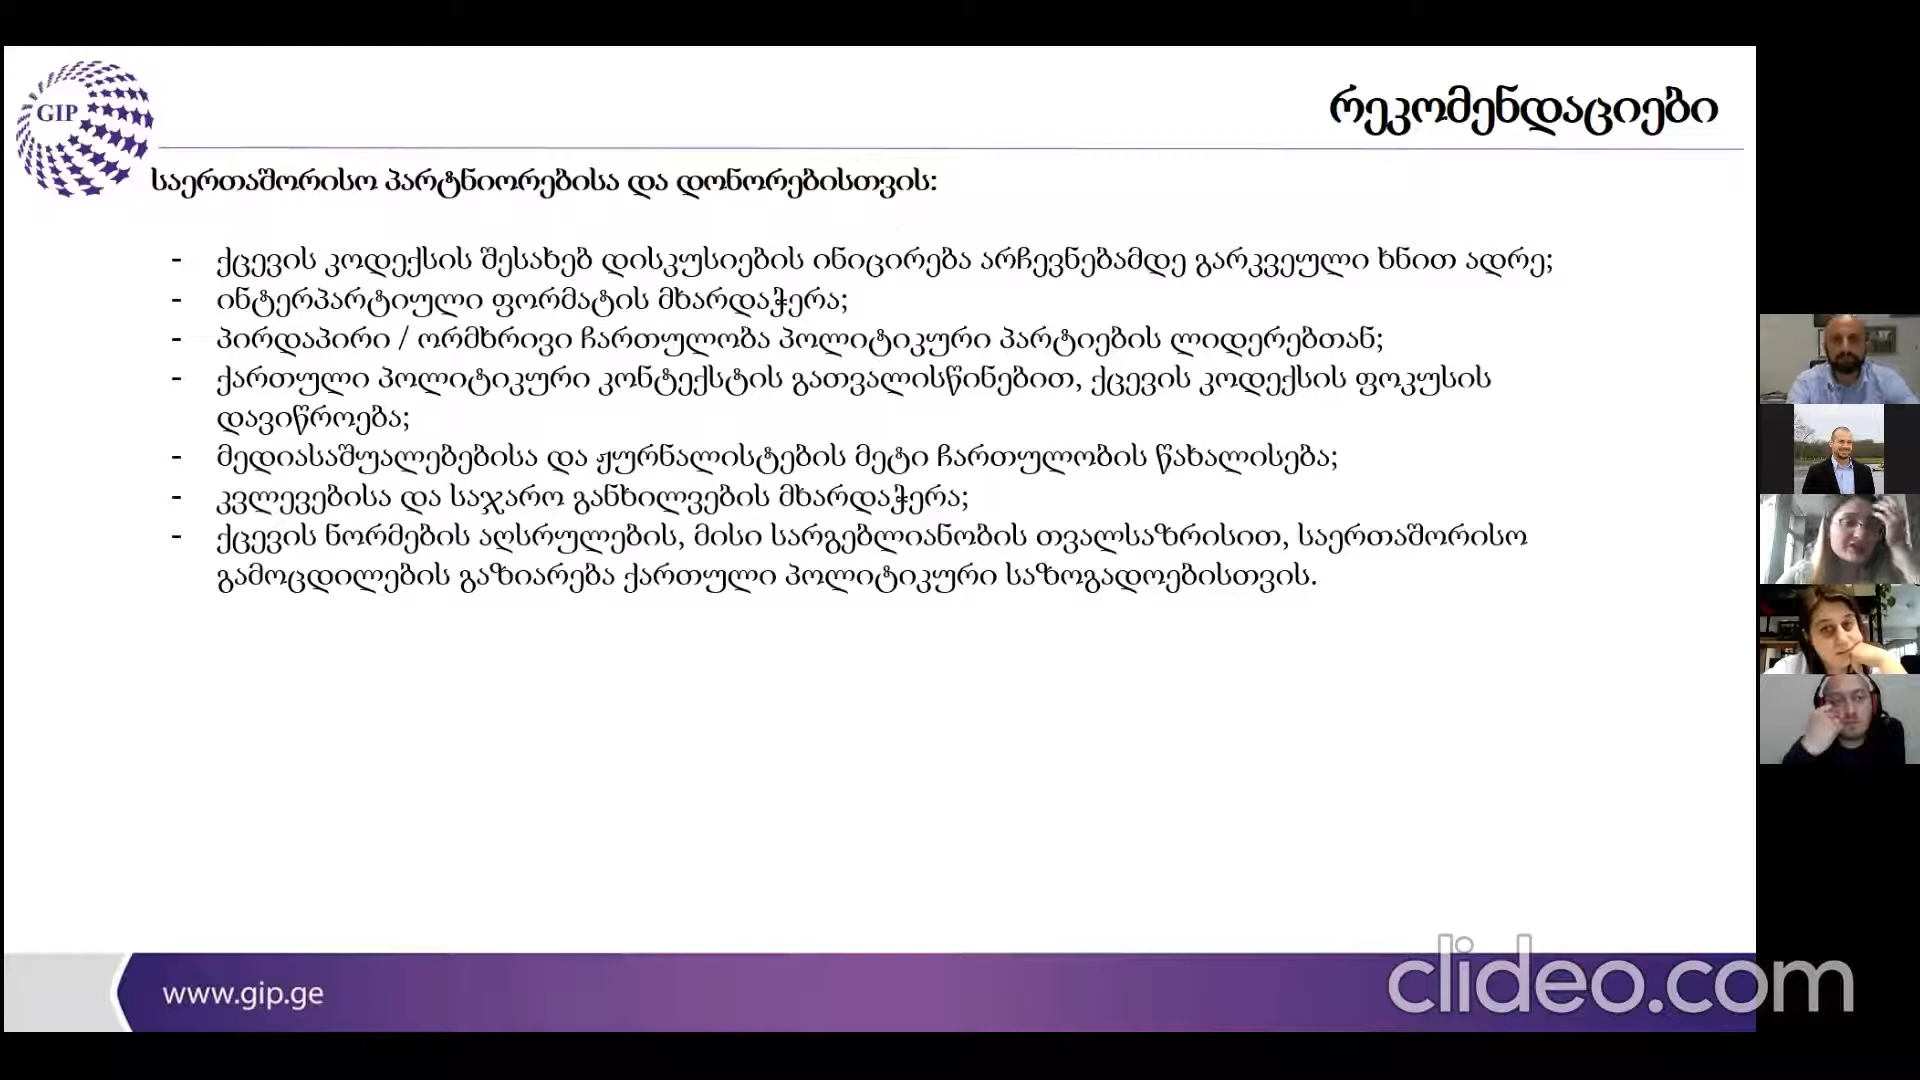 GIP
რეკომენდაციები
საერთაშორისო პარტნიორებისა და დონორებისთვის:
- ქცევის კოდექსის შესახებ დისკუსიების ინიცირება არჩევნებამდე გარკვეული ხნით ადრე;
- ინტერპარტიული ფორმატის მხარდაჭერა;
- პირდაპირი / ორმხრივი ჩართულობა პოლიტიკური პარტიების ლიდერებთან;
- ქართული პოლიტიკური კონტექსტის გათვალისწინებით, ქცევის კოდექსის ფოკუსის
დავიწროება;
- მედიასაშუალებებისა და ჟურნალისტების მეტი ჩართულობის წახალისება;
- კვლევებისა და საჯარო განხილვების მხარდაჭერა;
- ქცევის ნორმების აღსრულების, მისი სარგებლიანობის თვალსაზრისით, საერთაშორისო
გამოცდილების გაზიარება ქართული პოლიტიკური საზოგადოებისთვის.
www.gip.ge
clideo.com